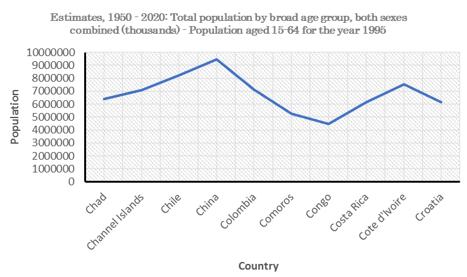 Estimates, 1950 - 2020: Total population by broad age group, both sexes
combined (thousands) - Population aged 15-64 for the year 1995
10000000
9000000
8000000
7000000
6000000
5000000
4000000
3000000
2000000
1000000
0
Population
Chad
Channel Islands
Chile
China
Colombia
Comoros
Congo
Costa Rica
Cote d'Ivoire
Croatia
Country